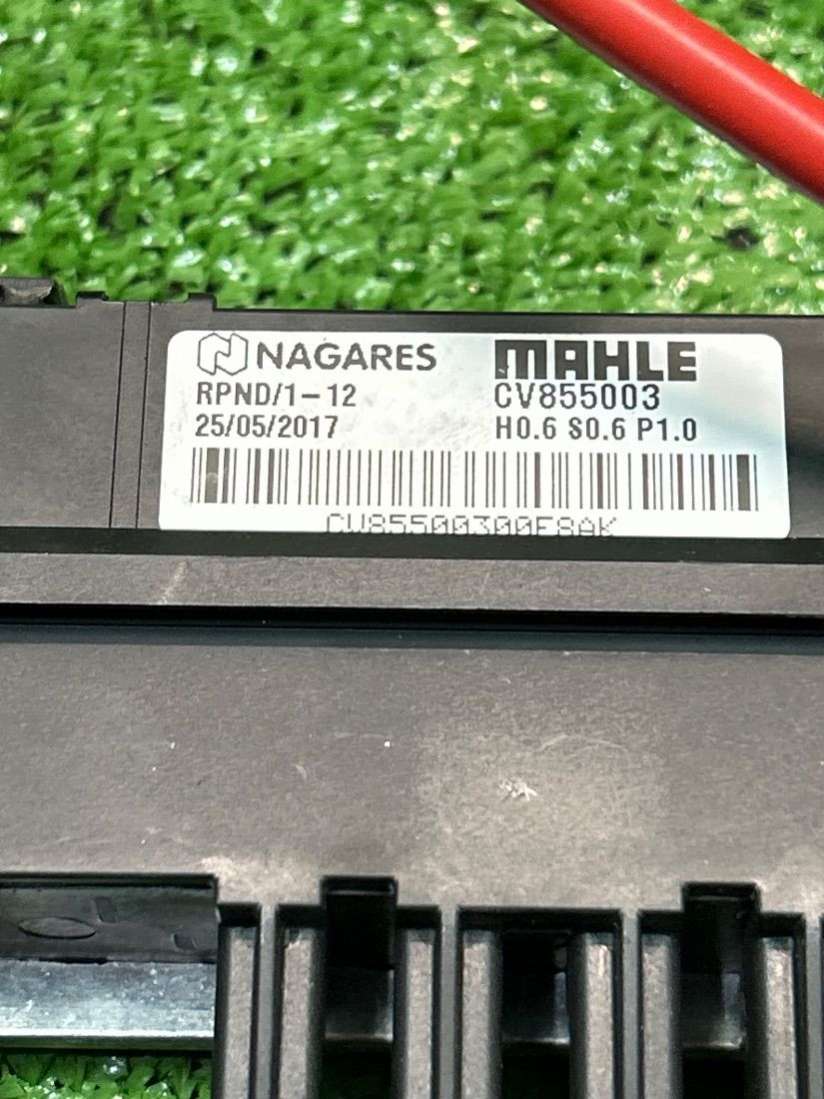 NAGARES MAHLE
RPND/1-12 CV855003
25/05/2017 H0.6 S0.6 P1.0